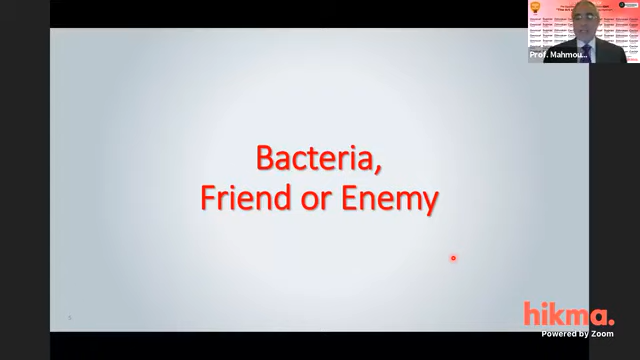 Bacteria,
Friend or Enemy
Prof. Mahmou...
hikma.
Powered by Zoom